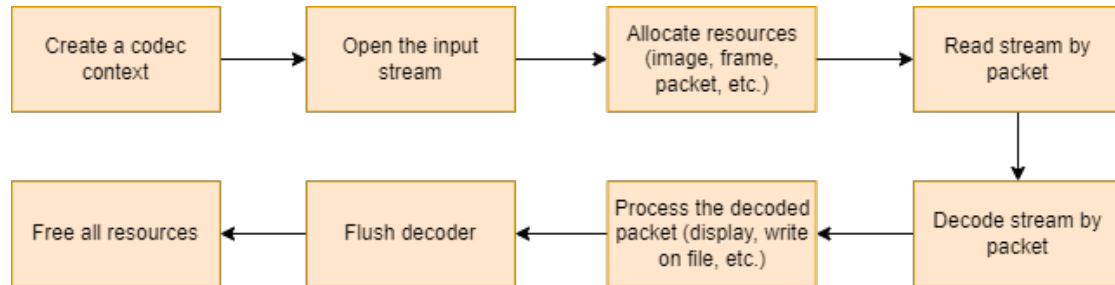 Create a codec
context
Open the input
stream
Allocate resources
(image, frame,
packet, etc.)
Read stream by
packet
Decode stream by
packet
Process the decoded
packet (display, write
on file, etc.)
Flush decoder
Free all resources